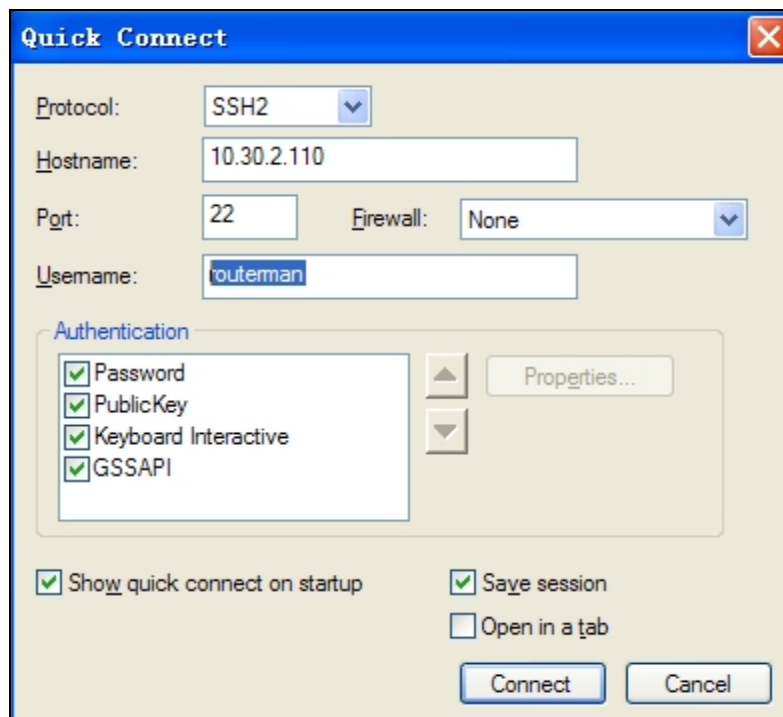 Quick Connect
Protocol: SSH2
Hostname: 10.30.2.110
Port: 22 Firewall: None
Username: routerman
Authentication
Password
PublicKey
Keyboard Interactive
GSSAPI
Properties...
Show quick connect on startup
Save session
Open in a tab
Connect Cancel